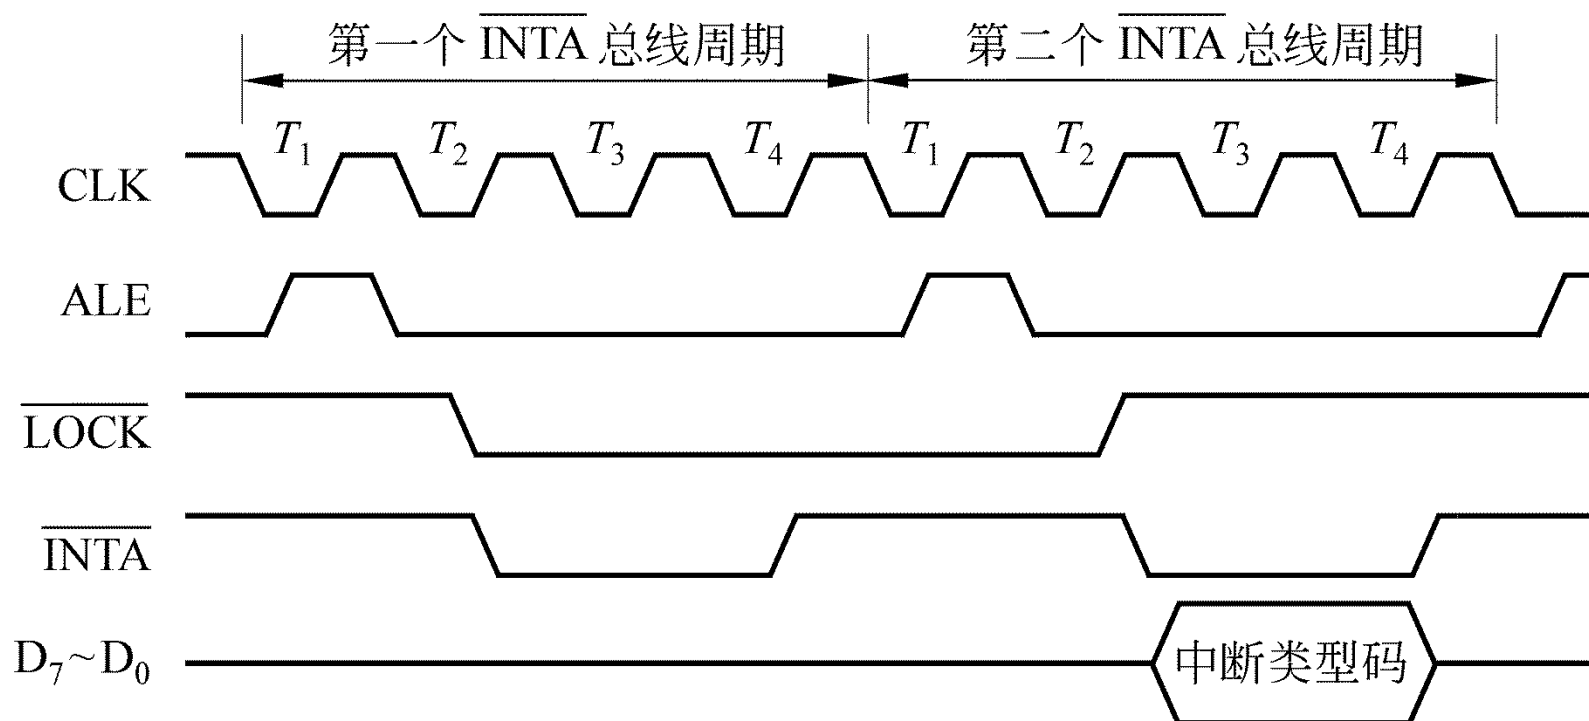 第一个 INTA 总线周期 第二个 INTA 总线周期
T1 T2 T3 T4 T1 T2 T3 T4
CLK
ALE
LOCK
INTA
D7~D0 中断类型码